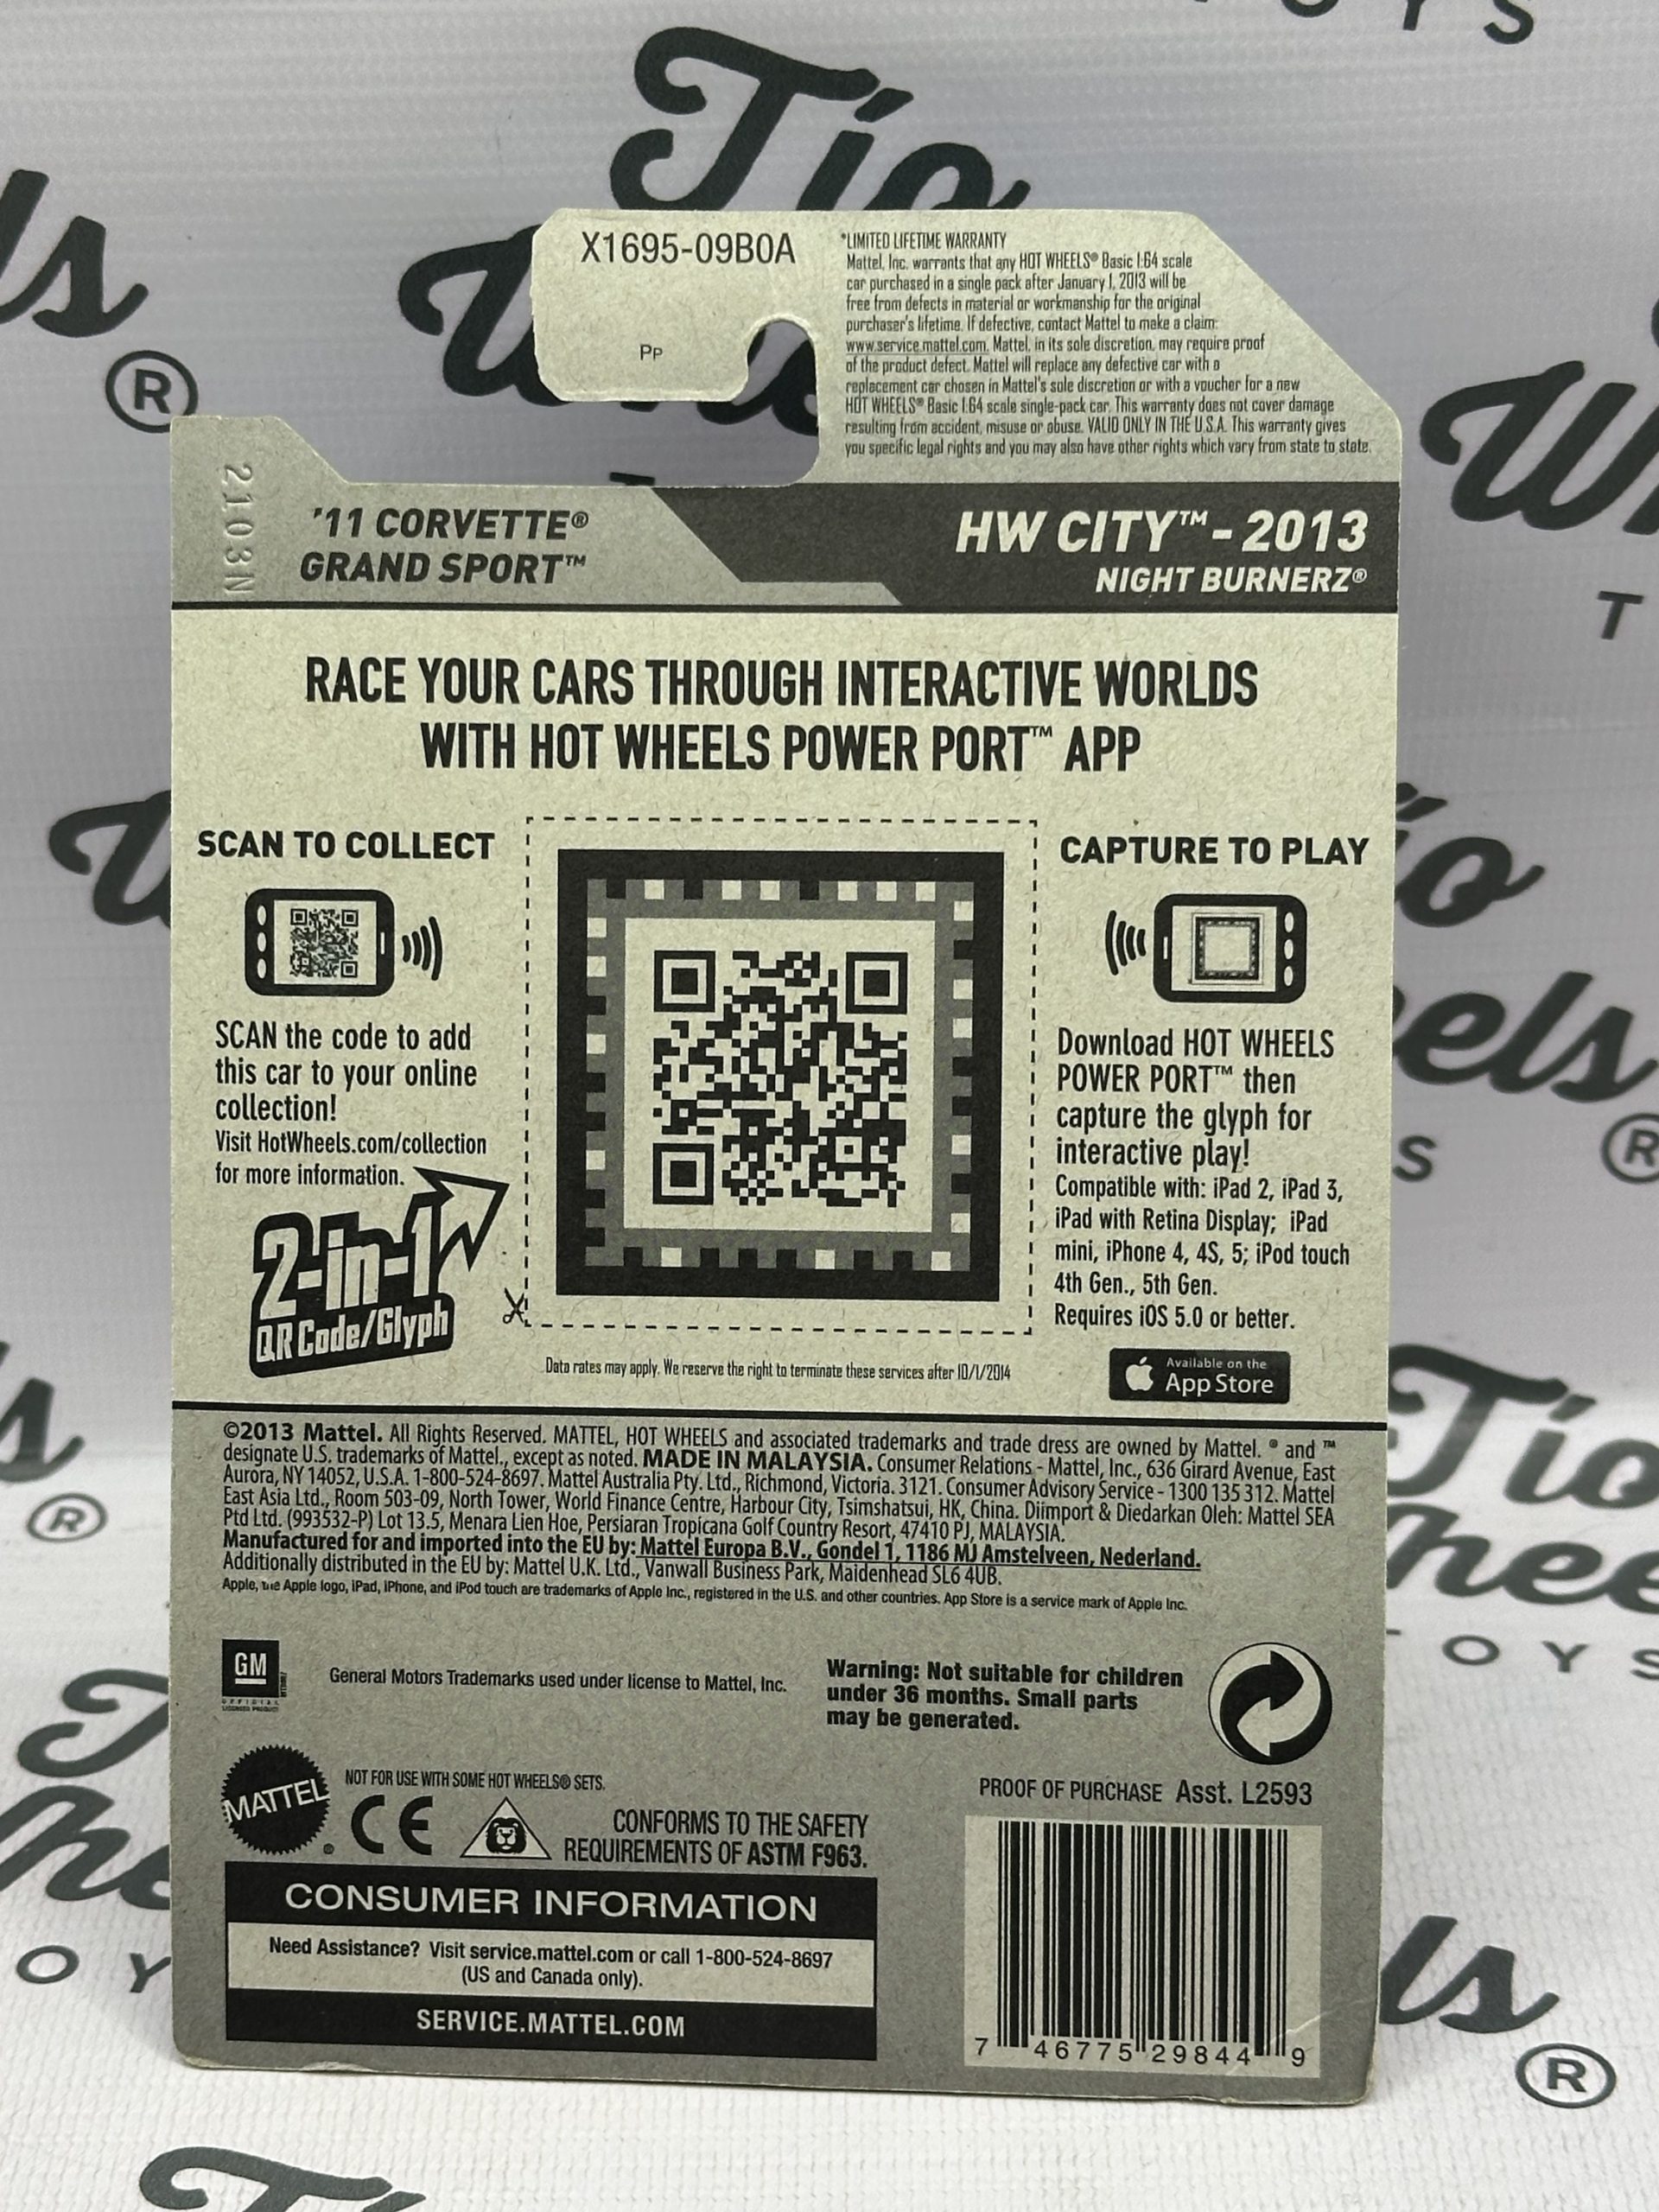 X1695-09B0A
PP
*LIMITED LIFETIME WARRANTY
Mattel, Inc. warrants that any HOT WHEELS® Basic 1:64 scale
car purchased in a single pack after January 1, 2013 will be
free from defects in material or workmanship for the original
purchaser's lifetime. If defective, contact Mattel to make a claim:
www.service.mattel.com. Mattel, in its sole discretion, may require proof
of the product defect. Mattel will replace any defective car with a
replacement car chosen in Mattel's sole discretion or with a voucher for a new
HOT WHEELS® Basic 1:64 scale single-pack car. This warranty does not cover damage
resulting from accident, misuse or abuse. VALID ONLY IN THE U.S.A. This warranty gives
you specific legal rights and you may also have other rights which vary from state to state.
2103N
'11 CORVETTE®
GRAND SPORT™
HW CITY™ - 2013
NIGHT BURNERZ®
RACE YOUR CARS THROUGH INTERACTIVE WORLDS
WITH HOT WHEELS POWER PORT™ APP
SCAN TO COLLECT
SCAN the code to add
this car to your online
collection!
Visit HotWheels.com/collection
for more information.
2-in-1
QR Code/Glyph
CAPTURE TO PLAY
Download HOT WHEELS
POWER PORT™ then
capture the glyph for
interactive play!
Compatible with: iPad 2, iPad 3,
iPad with Retina Display; iPad
mini, iPhone 4, 4S, 5; iPod touch
4th Gen., 5th Gen.
Requires iOS 5.0 or better.
Data rates may apply. We reserve the right to terminate these services after 10/1/2014
Available on the
App Store
©2013 Mattel. All Rights Reserved. MATTEL, HOT WHEELS and associated trademarks and trade dress are owned by Mattel. ® and ™
designate U.S. trademarks of Mattel., except as noted. MADE IN MALAYSIA. Consumer Relations - Mattel, Inc., 636 Girard Avenue, East
Aurora, NY 14052, U.S.A. 1-800-524-8697. Mattel Australia Pty. Ltd., Richmond, Victoria. 3121. Consumer Advisory Service - 1300 135 312. Mattel
East Asia Ltd., Room 503-09, North Tower, World Finance Centre, Harbour City, Tsimshatsui, HK, China. Diimport & Diedarkan Oleh: Mattel SEA
Ptd Ltd. (993532-P) Lot 13.5, Menara Lien Hoe, Persiaran Tropicana Golf Country Resort, 47410 PJ, MALAYSIA.
Manufactured for and imported into the EU by: Mattel Europa B.V., Gondel 1, 1186 MJ Amstelveen, Nederland.
Additionally distributed in the EU by: Mattel U.K. Ltd., Vanwall Business Park, Maidenhead SL6 4UB.
Apple, the Apple logo, iPad, iPhone, and iPod touch are trademarks of Apple Inc., registered in the U.S. and other countries. App Store is a service mark of Apple Inc.
GM
OFFICIAL
LICENSED PRODUCT
General Motors Trademarks used under license to Mattel, Inc.
Warning: Not suitable for children
under 36 months. Small parts
may be generated.
MATTEL®
NOT FOR USE WITH SOME HOT WHEELS® SETS.
CE
CONFORMS TO THE SAFETY
REQUIREMENTS OF ASTM F963.
PROOF OF PURCHASE Asst. L2593
CONSUMER INFORMATION
Need Assistance? Visit service.mattel.com or call 1-800-524-8697
(US and Canada only).
SERVICE.MATTEL.COM
7 46775 29844 9
Tio
Wheels
TOYS
®